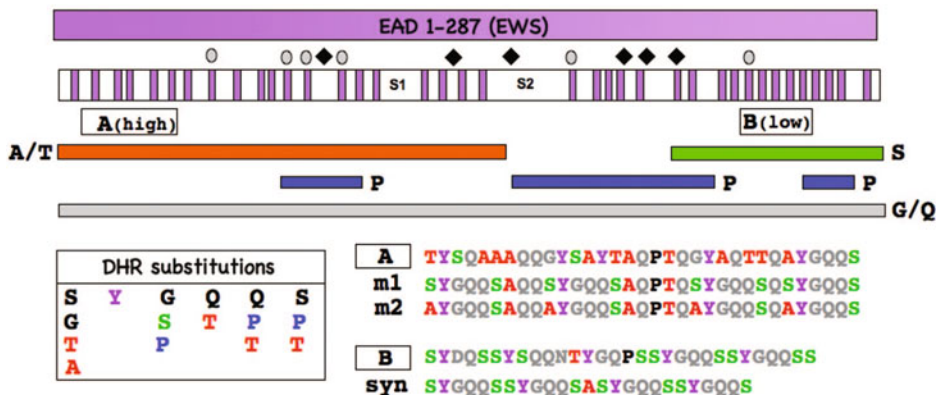 EAD 1-287 (EWS)
S1 S2
A(high) B(low)
A/T S
P P P
G/Q
DHR substitutions
S Y G Q Q S
G S T P P
T P T T
A
A TYSQAAAQQGYSAYTAQPTQGYAQTTQAYGQQS
m1 SYGQQSAQQSYGQQSAQPTQSYGQQSQSYGQQS
m2 AYGQQSAQQAYGQQSAQPTQAYGQQSQAYGQQS
B SYDQSSYSQQNTYGQPSSYGQQSSYGQQSS
syn SYGQQSSYGQQSASYGQQSSYGQQS